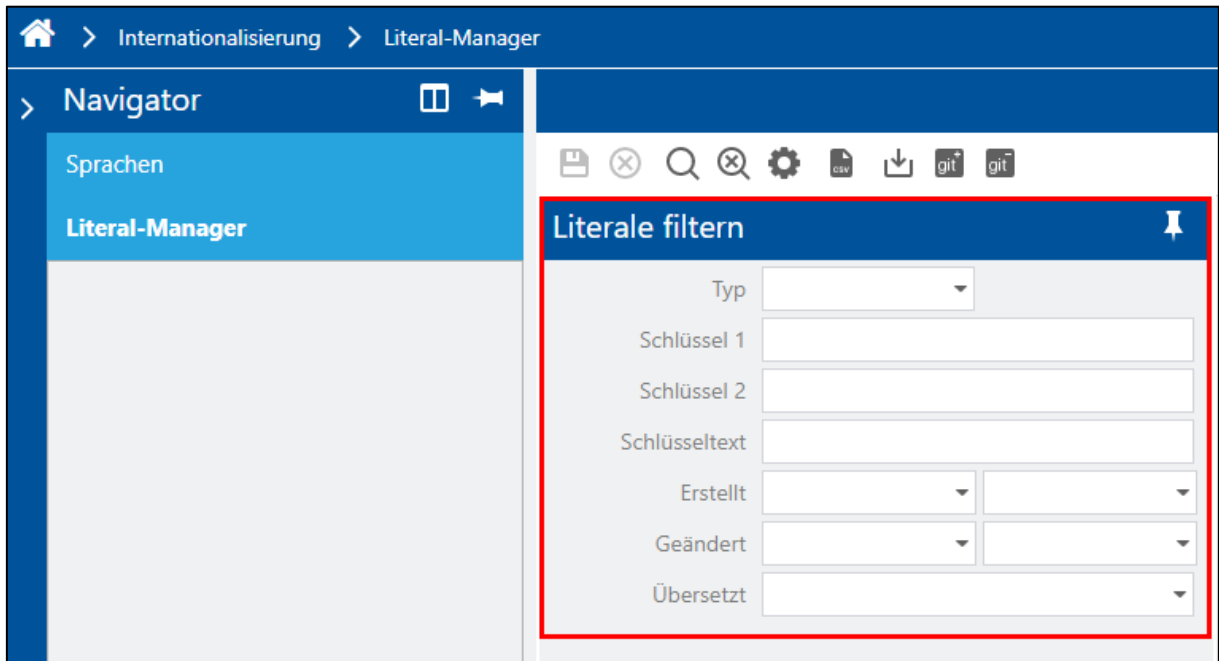 Internationalisierung > Literal-Manager
Navigator
Sprachen
Literal-Manager
csv git+ git-
Literale filtern
Typ
Schlüssel 1
Schlüssel 2
Schlüsseltext
Erstellt
Geändert
Übersetzt